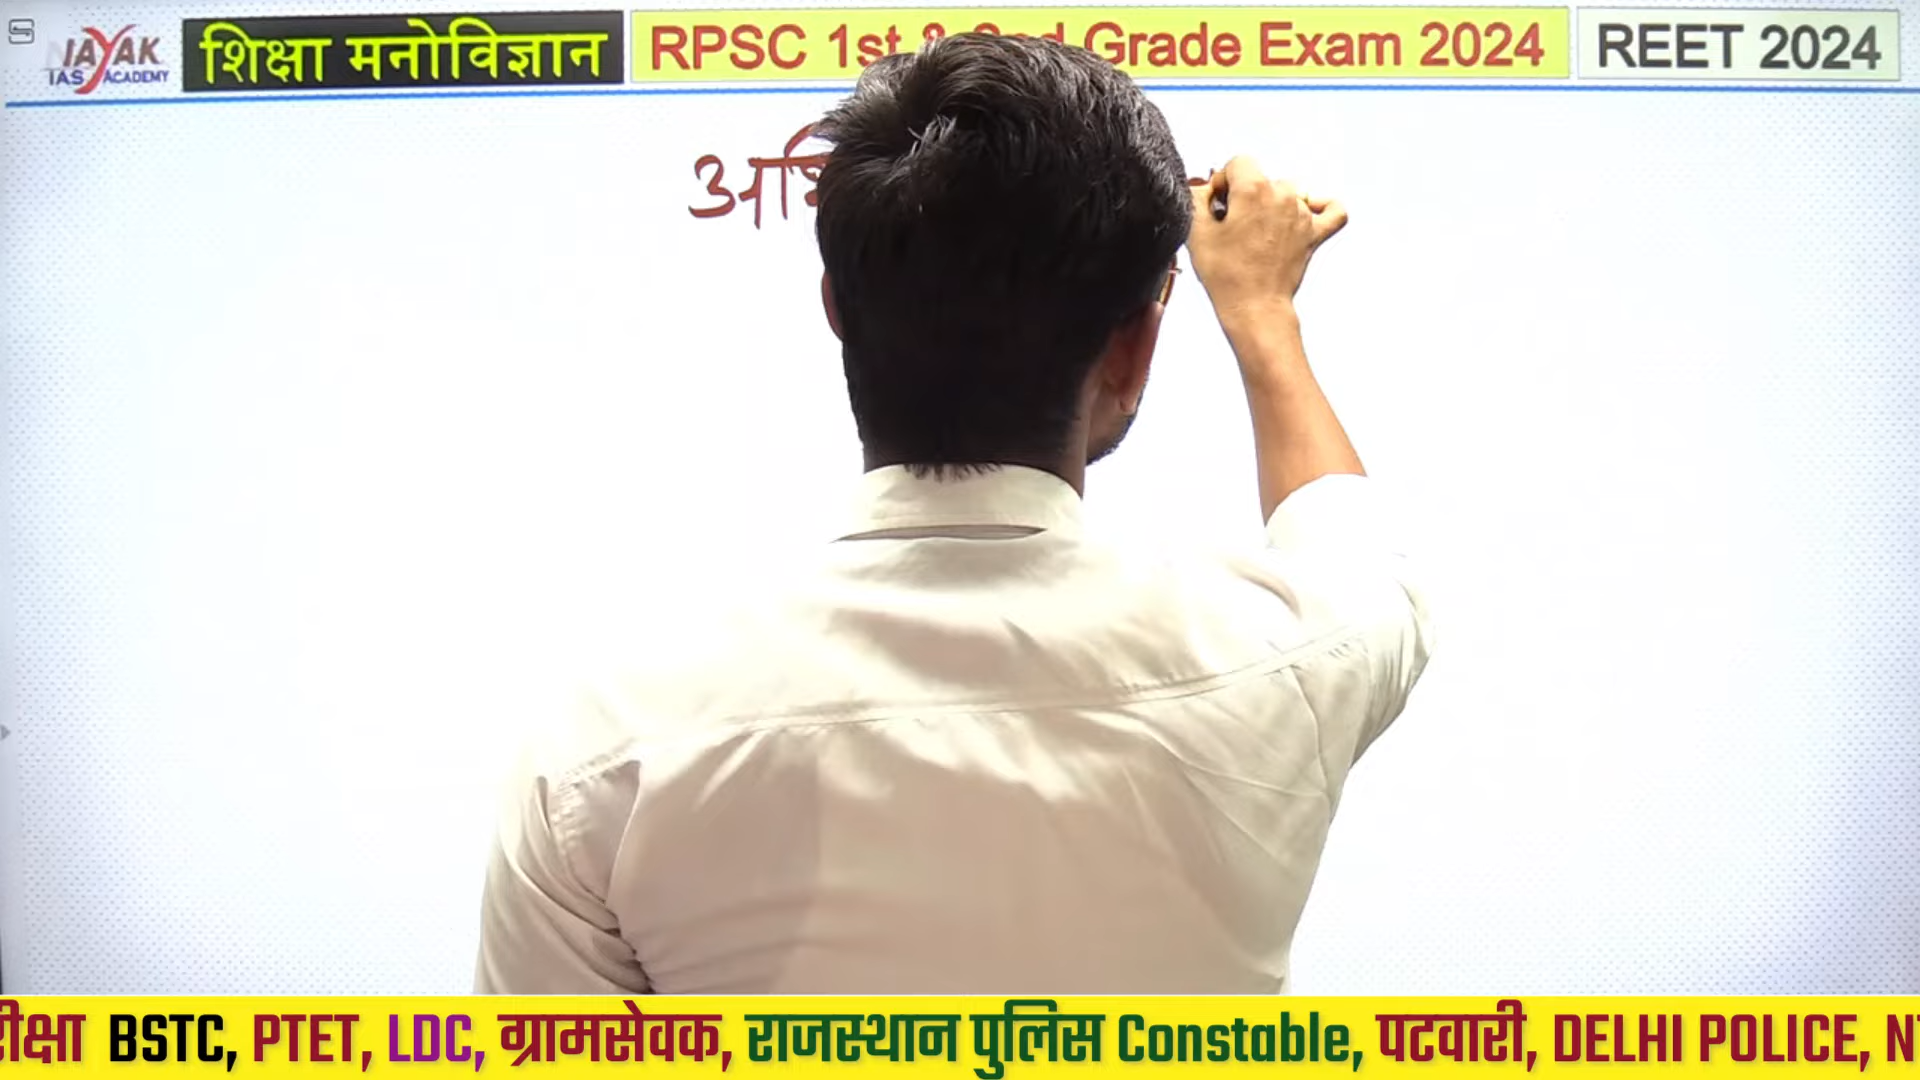 NAYAK
IAS ACADEMY
शिक्षा मनोविज्ञान
RPSC 1st & 2nd Grade Exam 2024
REET 2024
BSTC, PTET, LDC, ग्रामसेवक, राजस्थान पुलिस Constable, पटवारी, DELHI POLICE,